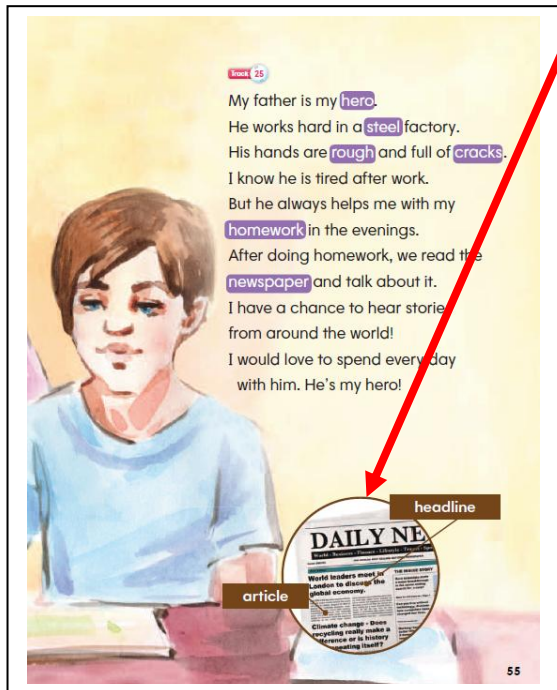 Track 25
My father is my hero.
He works hard in a steel factory.
His hands are rough and full of cracks.
I know he is tired after work.
But he always helps me with my
homework in the evenings.
After doing homework, we read the
newspaper and talk about it.
I have a chance to hear stories
from around the world!
I would love to spend every day
with him. He's my hero!
headline
DAILY NE
World - Business - Finance - Lifestyle - Travel
World leaders meet in
London to discuss the
global economy.
article
Climate change - Does
recycling really make a
difference or is history
repeating itself?
55